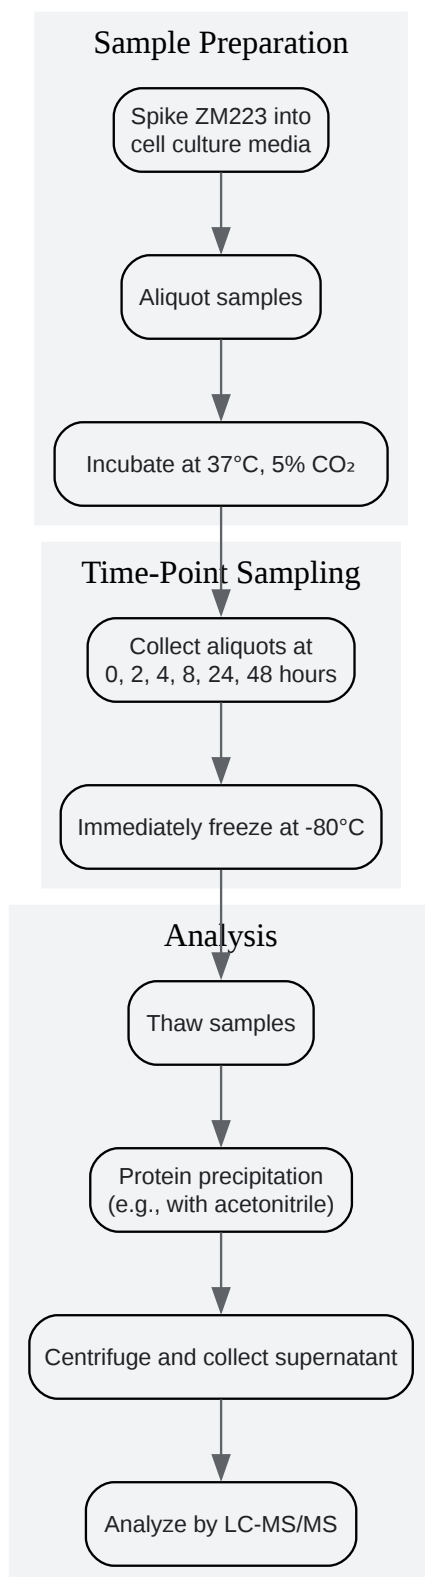 Sample Preparation
Spike ZM223 into
cell culture media
Aliquot samples
Incubate at 37°C, 5% CO₂
Time-Point Sampling
Collect aliquots at
0, 2, 4, 8, 24, 48 hours
Immediately freeze at -80°C
Analysis
Thaw samples
Protein precipitation
(e.g., with acetonitrile)
Centrifuge and collect supernatant
Analyze by LC-MS/MS